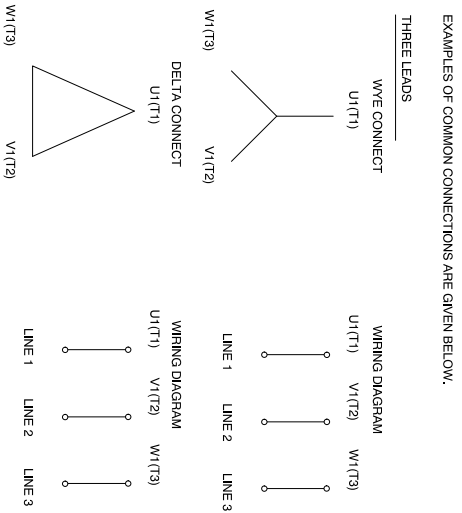 EXAMPLES OF COMMON CONNECTIONS ARE GIVEN BELOW.
THREE LEADS
WYE CONNECT
U1(T1)
W1(T3)
V1(T2)
WIRING DIAGRAM
U1(T1) V1(T2) W1(T3)
LINE 1 LINE 2 LINE 3
DELTA CONNECT
U1(T1)
W1(T3)
V1(T2)
WIRING DIAGRAM
U1(T1) V1(T2) W1(T3)
LINE 1 LINE 2 LINE 3